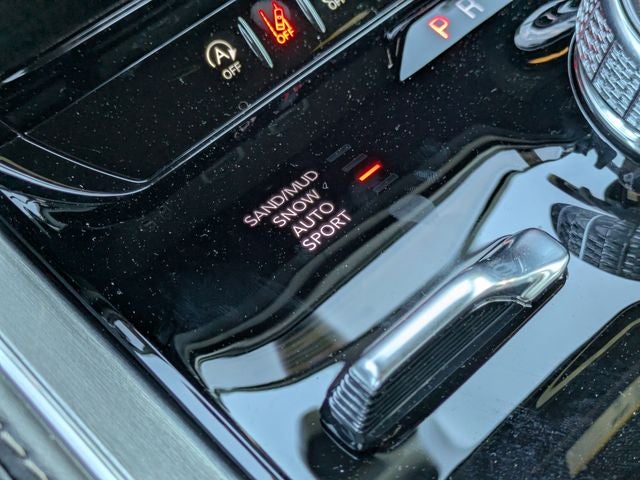 OFF
A
OFF
P R
SAND/MUD
SNOW
AUTO
SPORT